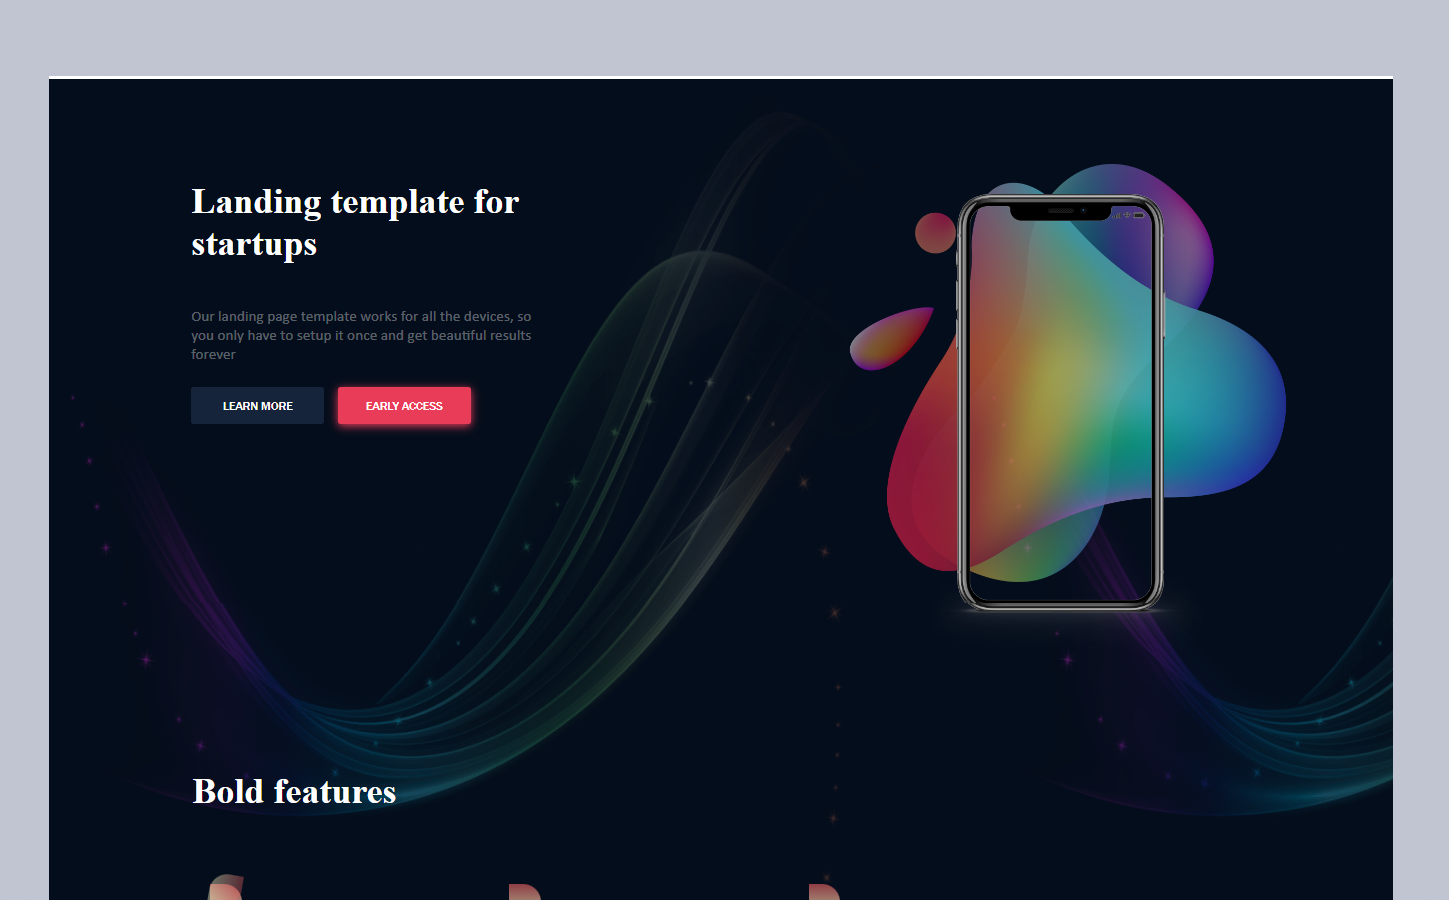 Landing template for
startups
Our landing page template works for all the devices, so
you only have to setup it once and get beautiful results
forever
LEARN MORE
EARLY ACCESS
Bold features